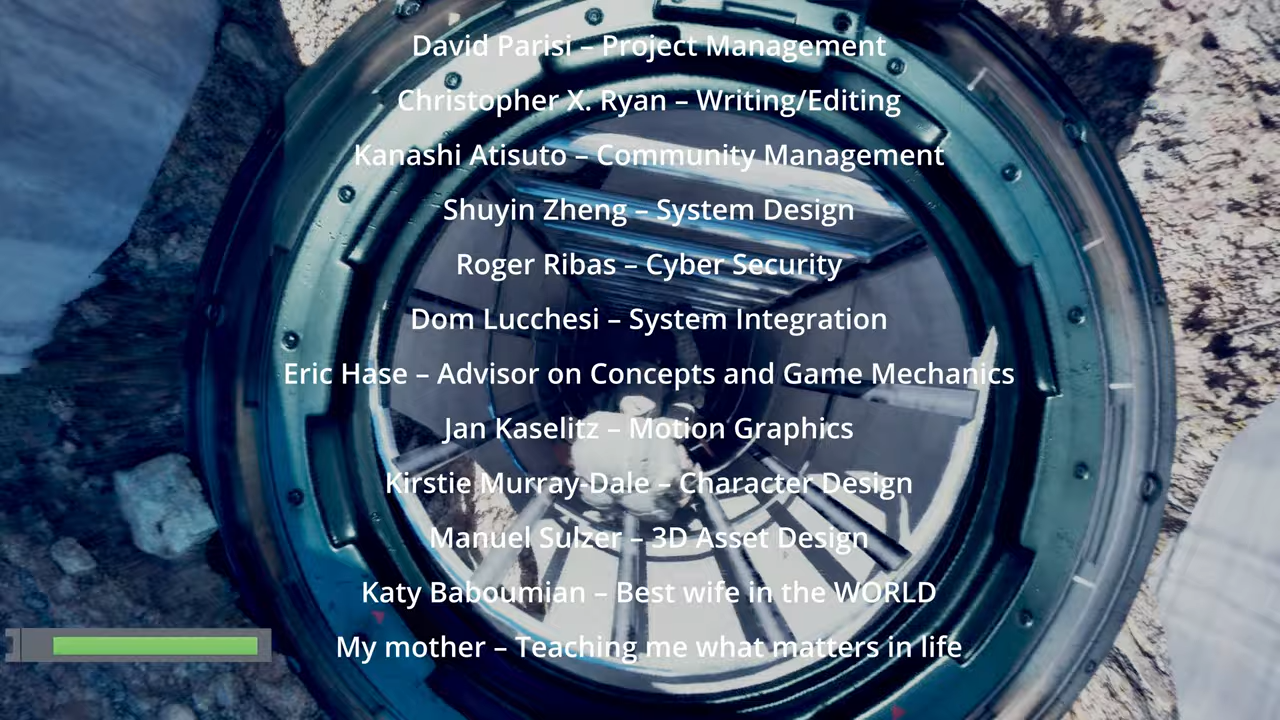 David Parisi – Project Management
Christopher X. Ryan – Writing/Editing
Kanashi Atisuto – Community Management
Shuyin Zheng – System Design
Roger Ribas – Cyber Security
Dom Lucchesi – System Integration
Eric Hase – Advisor on Concepts and Game Mechanics
Jan Kaselitz – Motion Graphics
Kirstie Murray-Dale – Character Design
Manuel Sulzer – 3D Asset Design
Katy Baboumian – Best wife in the WORLD
My mother – Teaching me what matters in life